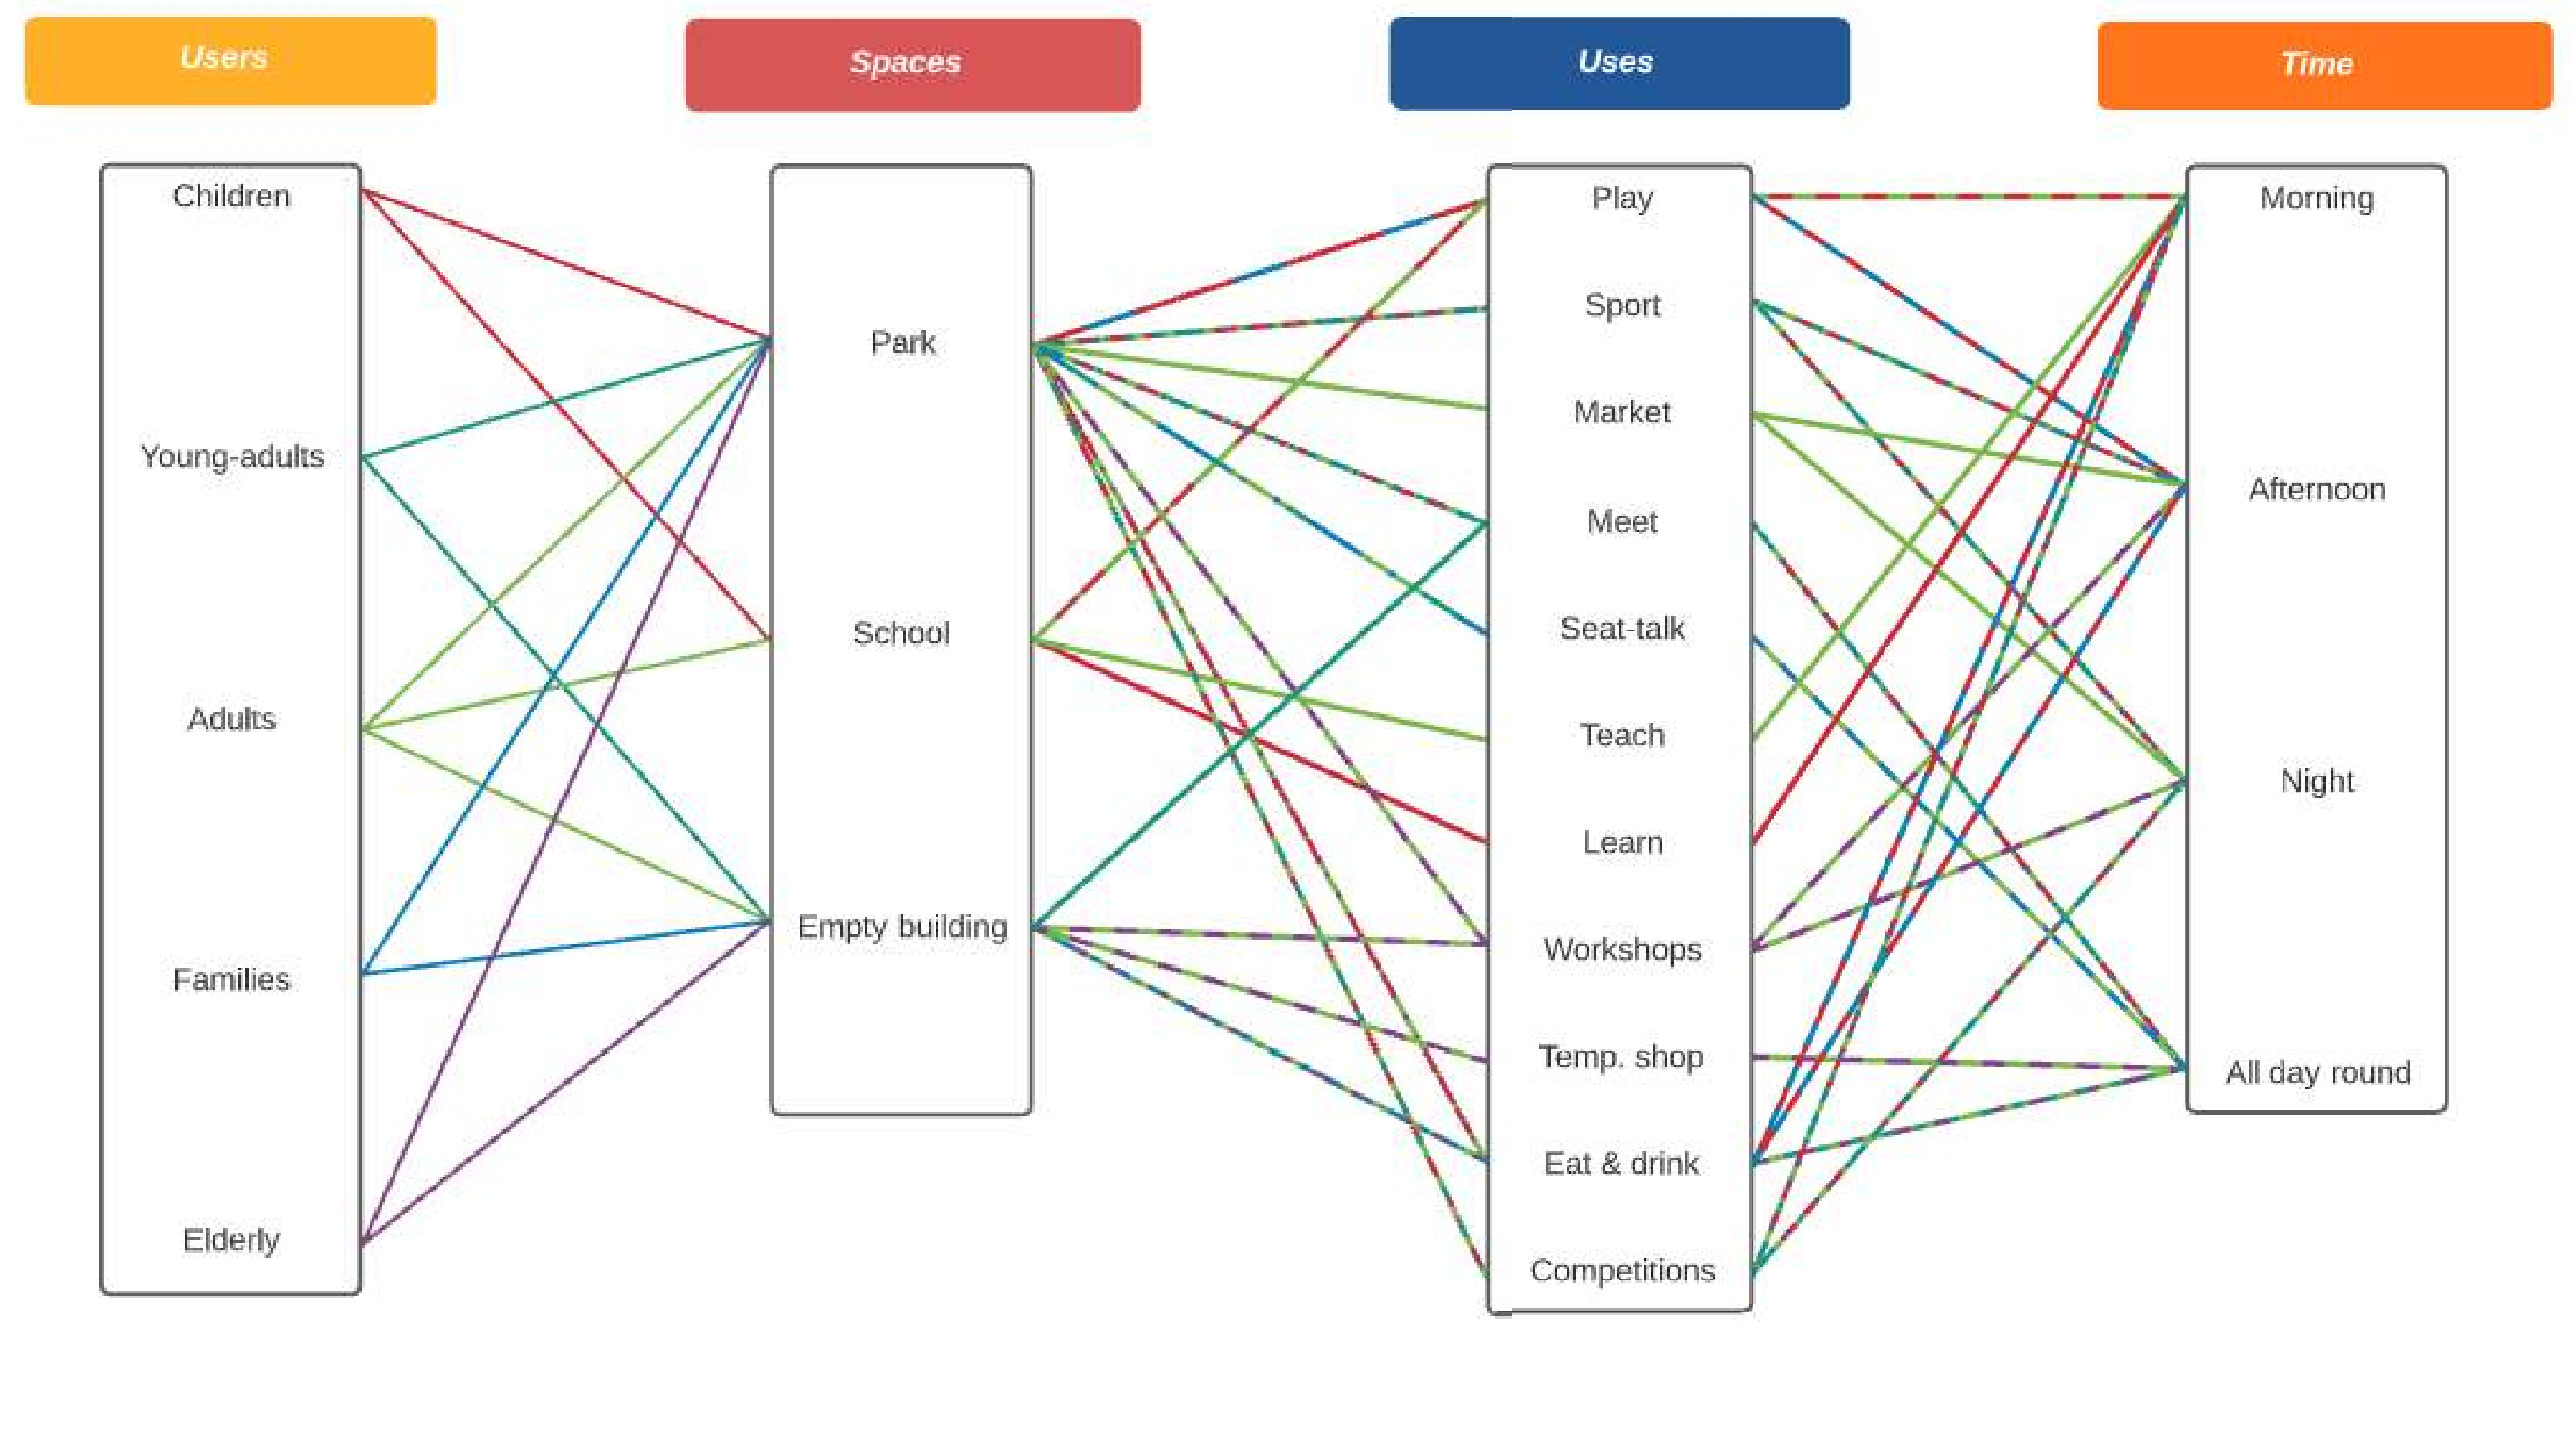 Users
Spaces
Uses
Time
Children
Young-adults
Adults
Families
Elderly
Park
School
Empty building
Play
Sport
Market
Meet
Seat-talk
Teach
Learn
Workshops
Temp. shop
Eat & drink
Competitions
Morning
Afternoon
Night
All day round